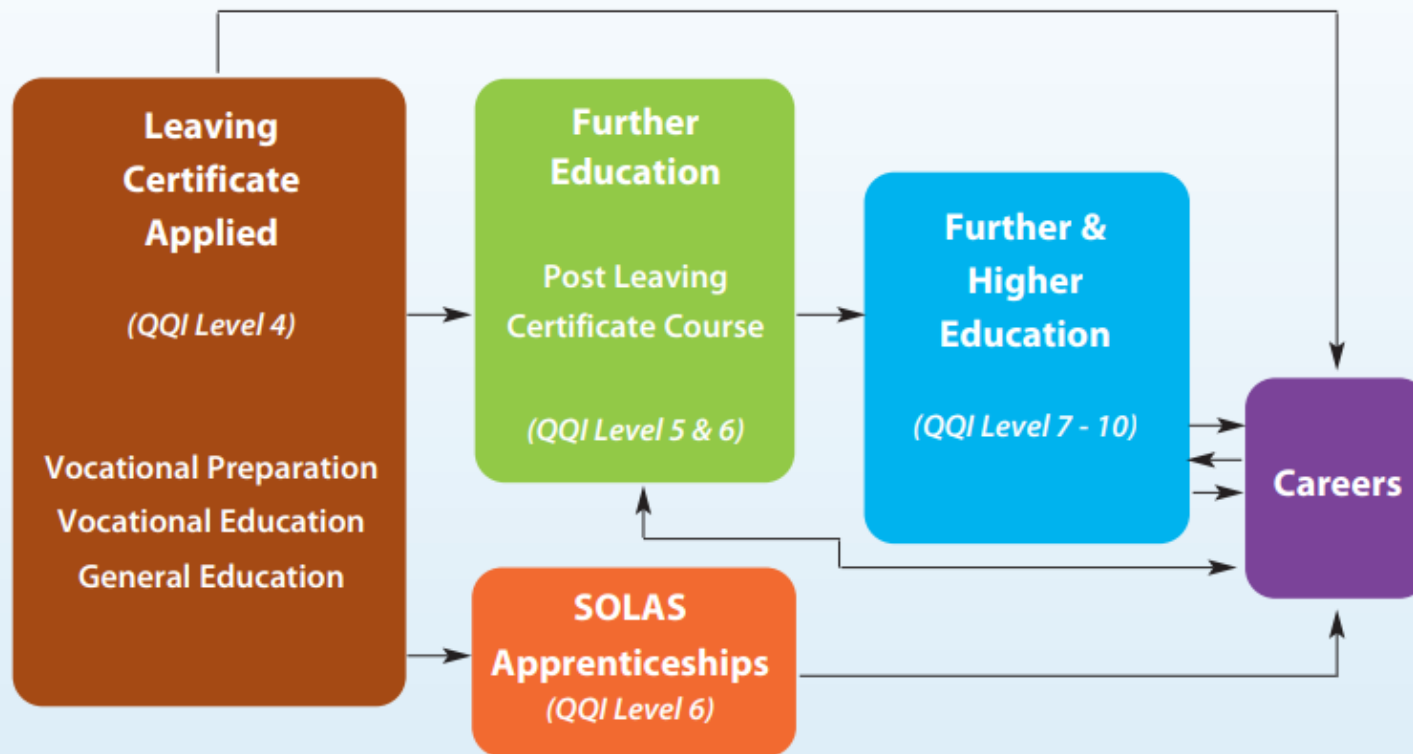 Leaving
Certificate
Applied
(QQI Level 4)
Vocational Preparation
Vocational Education
General Education
Further
Education
Post Leaving
Certificate Course
(QQI Level 5 & 6)
SOLAS
Apprenticeships
(QQI Level 6)
Further &
Higher
Education
(QQI Level 7 - 10)
Careers